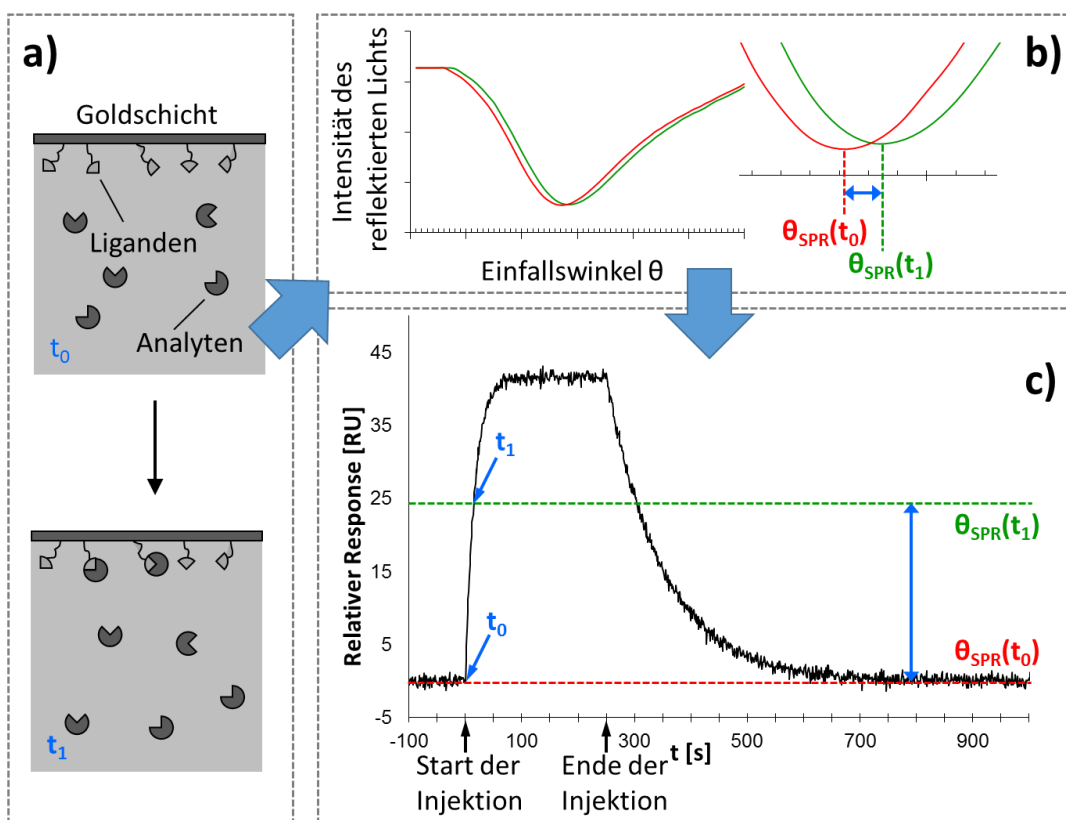 a)
Goldschicht
Liganden
Analyten
t0
t1
b)
Intensität des
reflektierten Lichts
Einfallswinkel θ
θSPR(t0)
θSPR(t1)
c)
Relativer Response [RU]
45
35
25
15
5
-5
t1
t0
θSPR(t1)
θSPR(t0)
-100
100
300
500
700
900
t [s]
Start der
Injektion
Ende der
Injektion